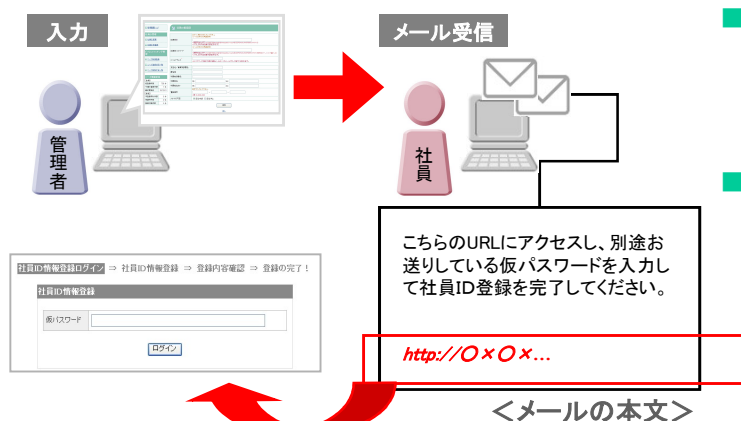 入力
メール受信
管理者
社員
こちらのURLにアクセスし、別途お
送りしている仮パスワードを入力し
て社員ID登録を完了してください。
http://〇×〇×...
＜メールの本文＞
社員ID情報登録ログイン ⇒ 社員ID情報登録 ⇒ 登録内容確認 ⇒ 登録の完了！
社員ID情報登録
仮パスワード
ログイン